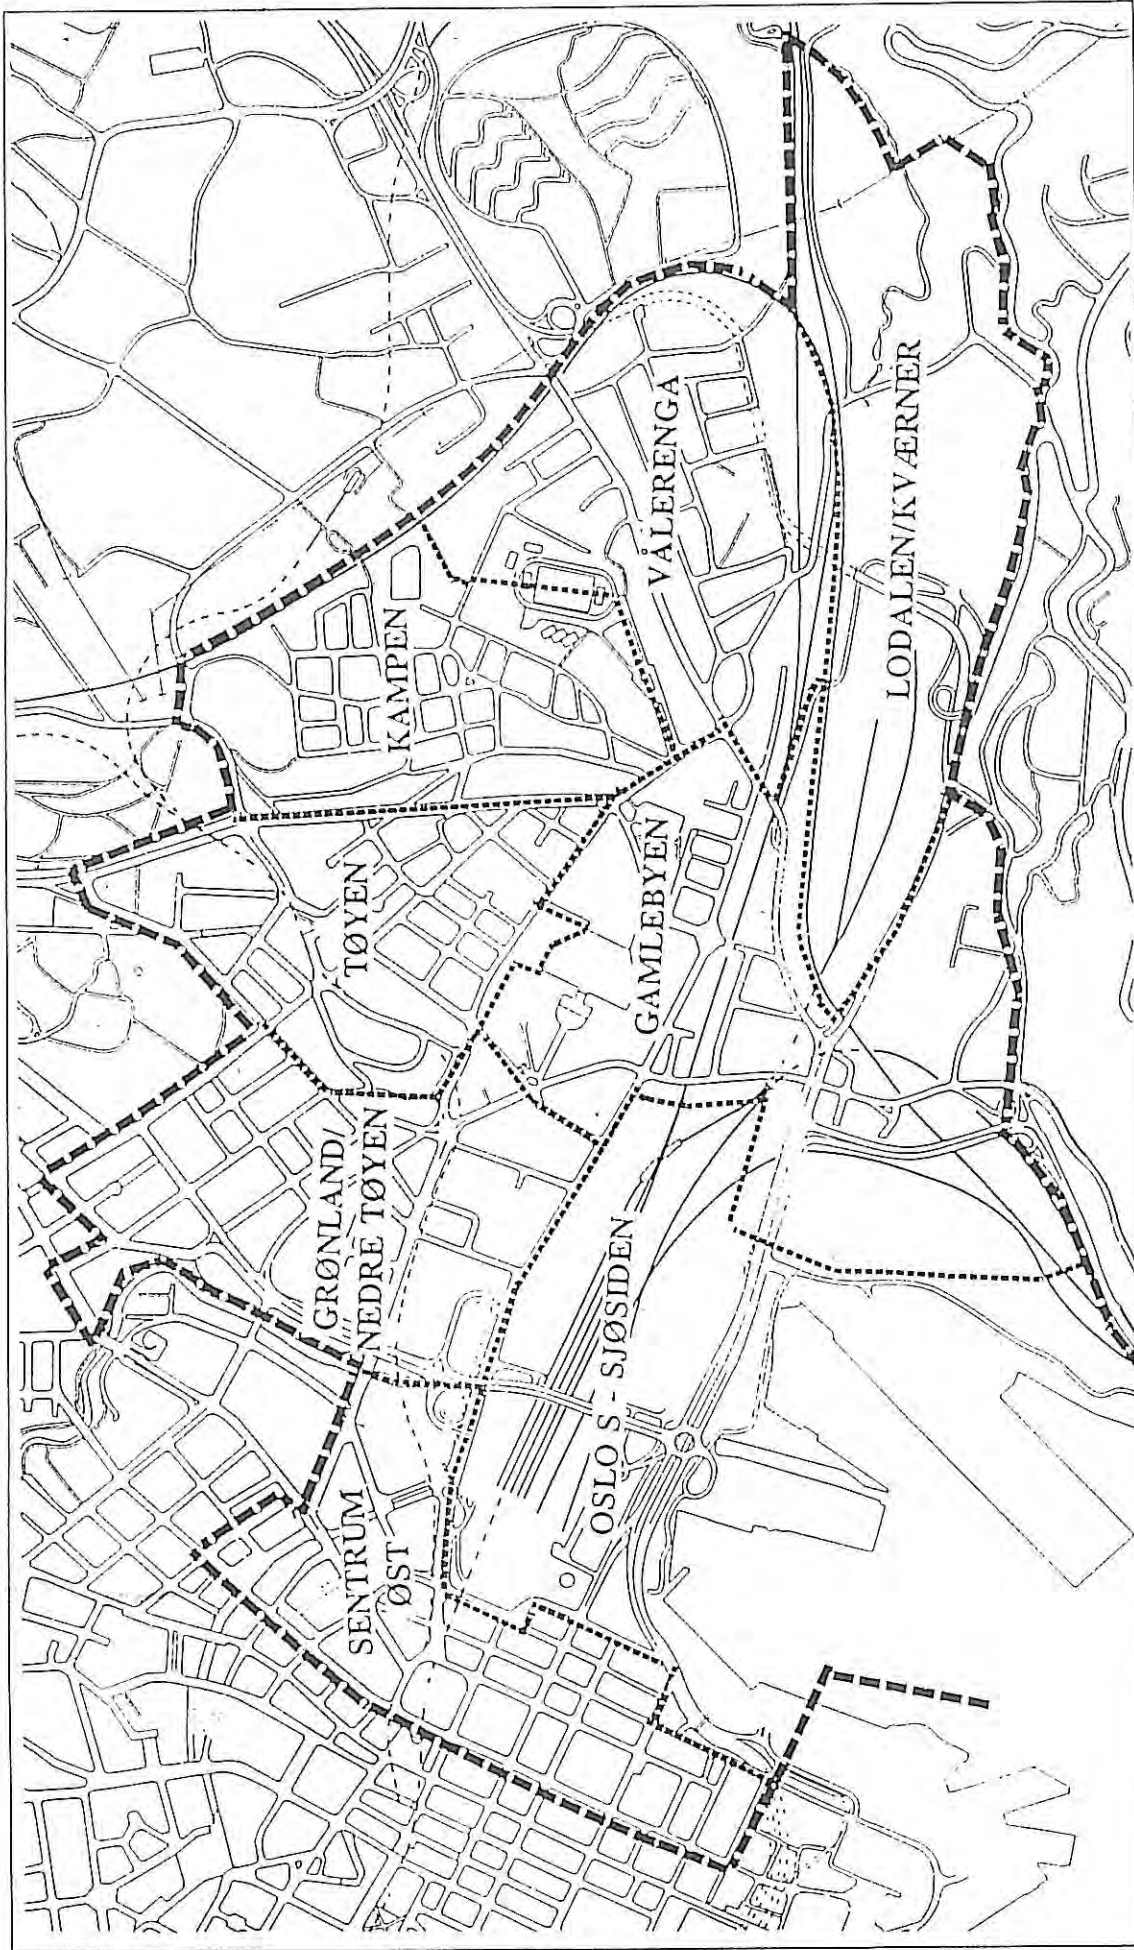 KAMPEN
VÅLERENGA
LODALEN/KVÆRNER
TØYEN
GAMLEBYEN
GRØNLAND/
NEDRE TØYEN
OSLO S - SJØSIDEN
SENTRUM
ØST